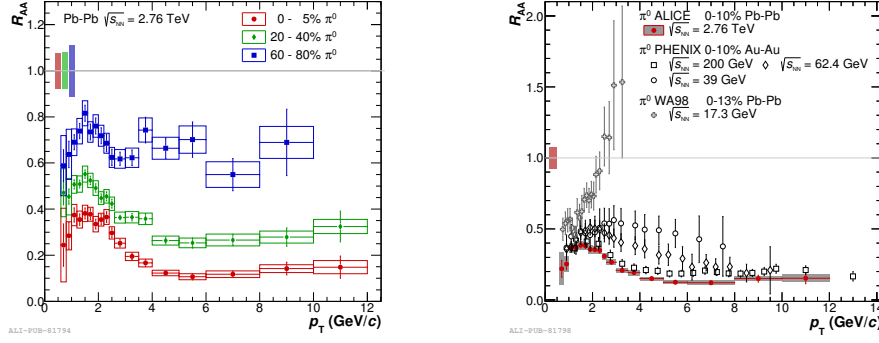 R_AA
Pb-Pb √s_NN = 2.76 TeV
0 - 5% π⁰
20 - 40% π⁰
60 - 80% π⁰
1.2
1.0
0.8
0.6
0.4
0.2
0.0
0 2 4 6 8 10 12
p_T (GeV/c)
ALI-PUB-81794
R_AA
π⁰ ALICE 0-10% Pb-Pb
√s_NN = 2.76 TeV
π⁰ PHENIX 0-10% Au-Au
√s_NN = 200 GeV √s_NN = 62.4 GeV
√s_NN = 39 GeV
π⁰ WA98 0-13% Pb-Pb
√s_NN = 17.3 GeV
2.0
1.5
1.0
0.5
0.0
0 2 4 6 8 10 12 14
p_T (GeV/c)
ALI-PUB-81798